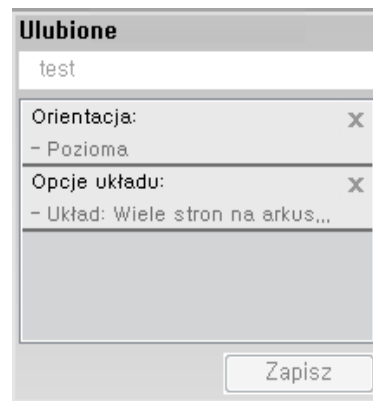 Ulubione
test
Orientacja: x
- Pozioma
Opcje układu: x
- Układ: Wiele stron na arkus...
Zapisz